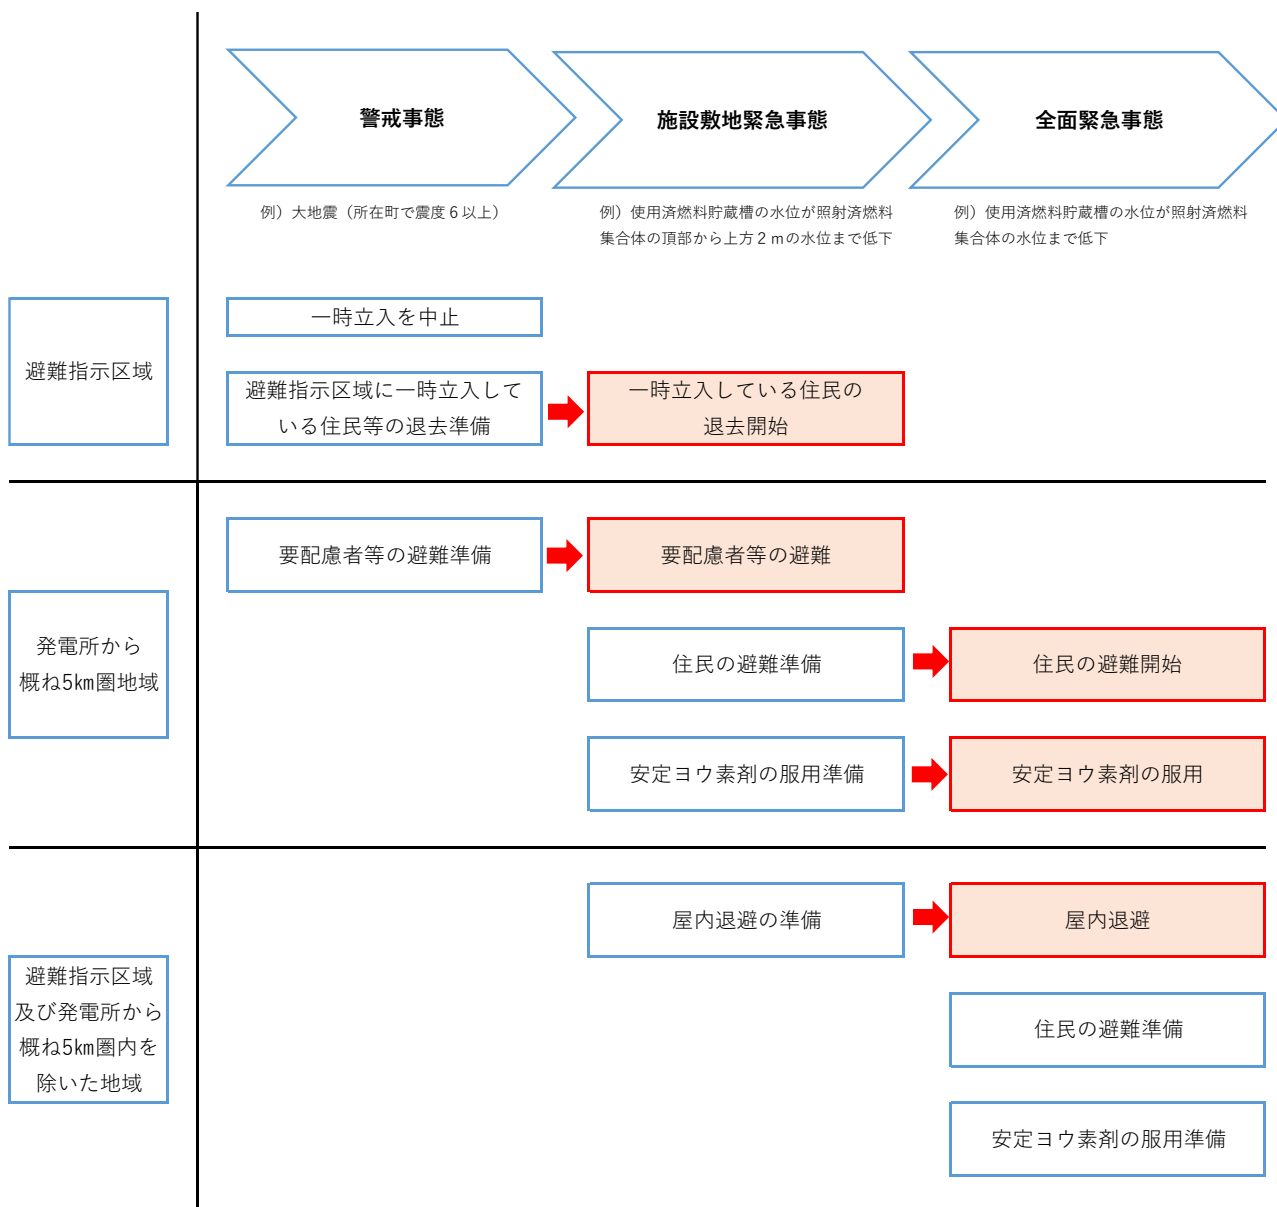 警戒事態
施設敷地緊急事態
全面緊急事態
例）大地震（所在町で震度６以上）
例）使用済燃料貯蔵槽の水位が照射済燃料
集合体の頂部から上方２ｍの水位まで低下
例）使用済燃料貯蔵槽の水位が照射済燃料
集合体の水位まで低下
避難指示区域
一時立入を中止
避難指示区域に一時立入して
いる住民等の退去準備
一時立入している住民の
退去開始
発電所から
概ね5㎞圏地域
要配慮者等の避難準備
要配慮者等の避難
住民の避難準備
住民の避難開始
安定ヨウ素剤の服用準備
安定ヨウ素剤の服用
避難指示区域
及び発電所から
概ね5㎞圏内を
除いた地域
屋内退避の準備
屋内退避
住民の避難準備
安定ヨウ素剤の服用準備